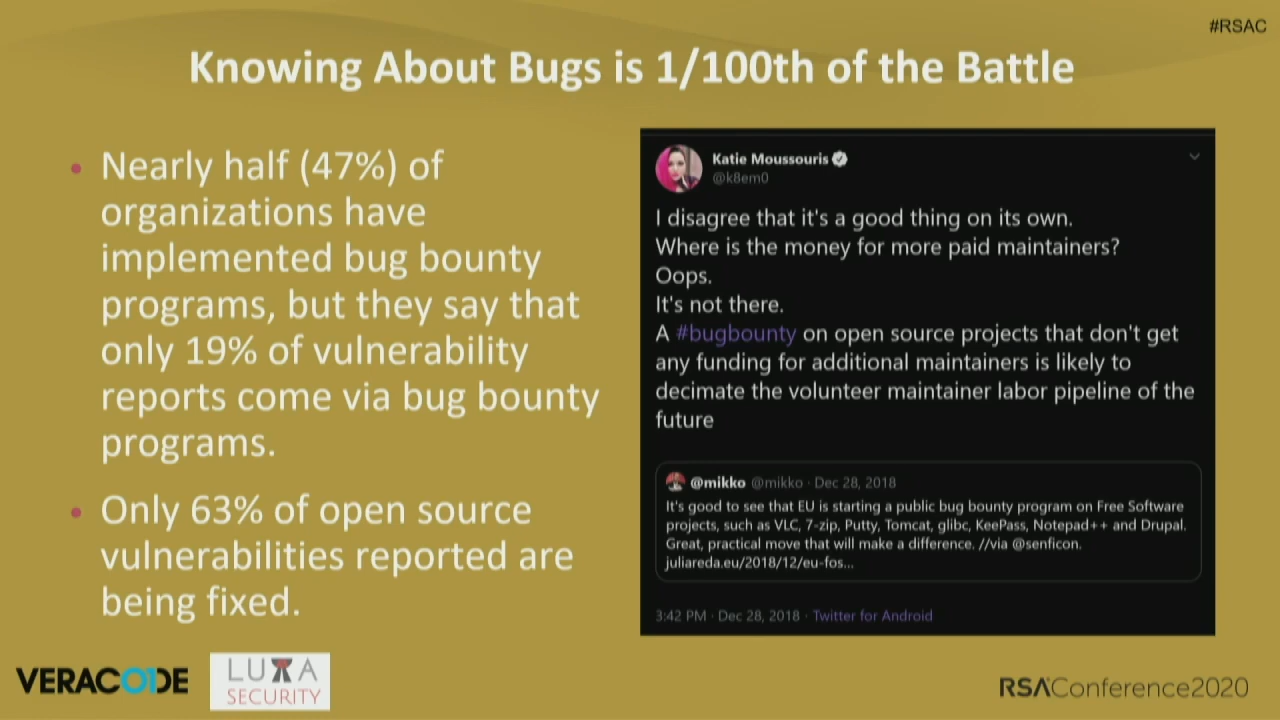 #RSAC
Knowing About Bugs is 1/100th of the Battle
• Nearly half (47%) of
organizations have
implemented bug bounty
programs, but they say that
only 19% of vulnerability
reports come via bug bounty
programs.
• Only 63% of open source
vulnerabilities reported are
being fixed.
Katie Moussouris
@k8em0
I disagree that it's a good thing on its own.
Where is the money for more paid maintainers?
Oops.
It's not there.
A #bugbounty on open source projects that don't get
any funding for additional maintainers is likely to
decimate the volunteer maintainer labor pipeline of the
future
@mikko @mikko · Dec 28, 2018
It's good to see that EU is starting a public bug bounty program on Free Software
projects, such as VLC, 7-zip, Putty, Tomcat, glibc, KeePass, Notepad++ and Drupal.
Great, practical move that will make a difference. //via @senficon.
juliareda.eu/2018/12/eu-fos...
3:42 PM · Dec 28, 2018 · Twitter for Android
VERACODE
LUTA
SECURITY
RSAConference2020